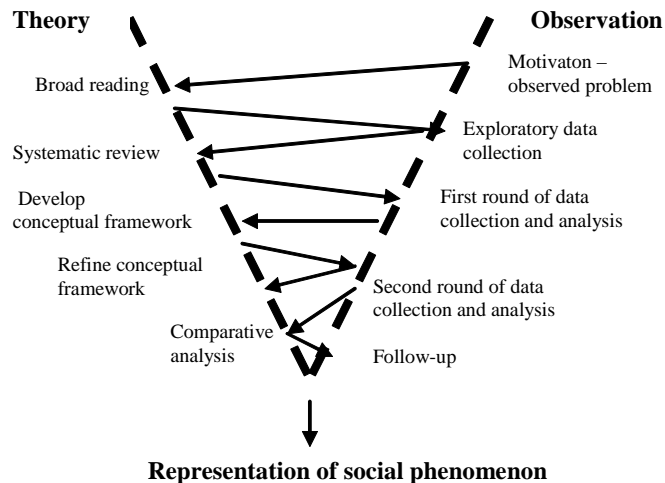 Theory
Observation
Motivaton –
observed problem
Broad reading
Exploratory data
collection
Systematic review
First round of data
collection and analysis
Develop
conceptual framework
Refine conceptual
framework
Second round of data
collection and analysis
Comparative
analysis
Follow-up
Representation of social phenomenon